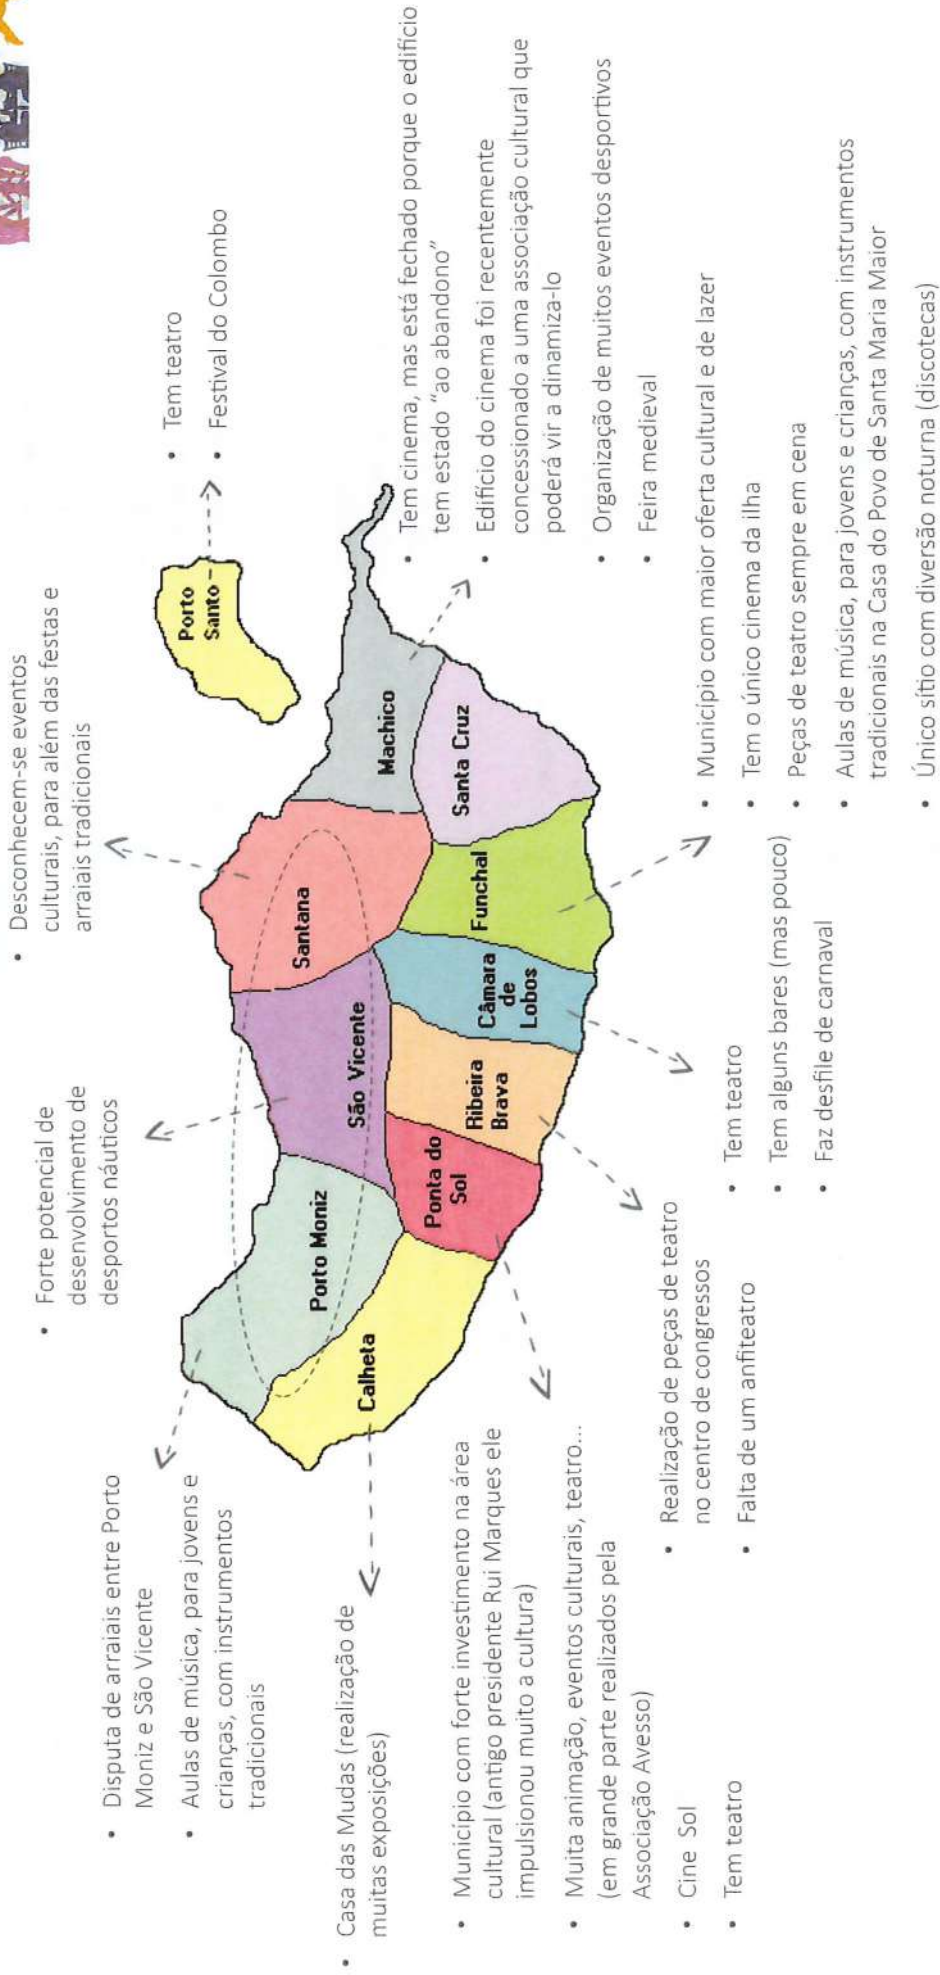 • Forte potencial de
desenvolvimento de
desportos náuticos
• Desconhecem-se eventos
culturais, para além das festas e
arraiais tradicionais
• Disputa de arraiais entre Porto
Moniz e São Vicente
• Aulas de música, para jovens e
crianças, com instrumentos
tradicionais
• Tem teatro
• Festival do Colombo
Porto
Santo
Porto Moniz
São Vicente
Santana
Machico
Calheta
Ponta do
Sol
Ribeira
Brava
Câmara
de
Lobos
Funchal
Santa Cruz
• Casa das Mudas (realização de
muitas exposições)
• Tem cinema, mas está fechado porque o edifício
tem estado "ao abandono"
• Edifício do cinema foi recentemente
concessionado a uma associação cultural que
poderá vir a dinamiza-lo
• Organização de muitos eventos desportivos
• Feira medieval
• Município com forte investimento na área
cultural (antigo presidente Rui Marques ele
impulsionou muito a cultura)
• Muita animação, eventos culturais, teatro...
(em grande parte realizados pela
Associação Avesso)
• Cine Sol
• Tem teatro
• Realização de peças de teatro
no centro de congressos
• Falta de um anfiteatro
• Tem teatro
• Tem alguns bares (mas pouco)
• Faz desfile de carnaval
• Município com maior oferta cultural e de lazer
• Tem o único cinema da ilha
• Peças de teatro sempre em cena
• Aulas de música, para jovens e crianças, com instrumentos
tradicionais na Casa do Povo de Santa Maria Maior
• Único sítio com diversão noturna (discotecas)